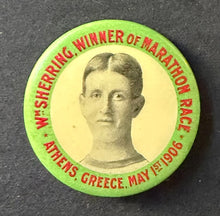 Wᴹ SHERRING, WINNER OF MARATHON RACE
ATHENS, GREECE, MAY 1ST 1906